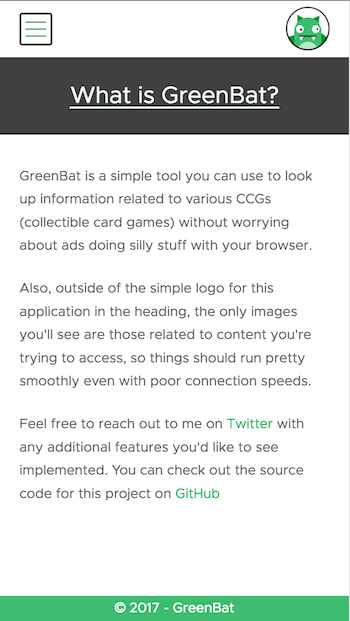 What is GreenBat?
GreenBat is a simple tool you can use to look
up information related to various CCGs
(collectible card games) without worrying
about ads doing silly stuff with your browser.
Also, outside of the simple logo for this
application in the heading, the only images
you'll see are those related to content you're
trying to access, so things should run pretty
smoothly even with poor connection speeds.
Feel free to reach out to me on Twitter with
any additional features you'd like to see
implemented. You can check out the source
code for this project on GitHub
© 2017 - GreenBat